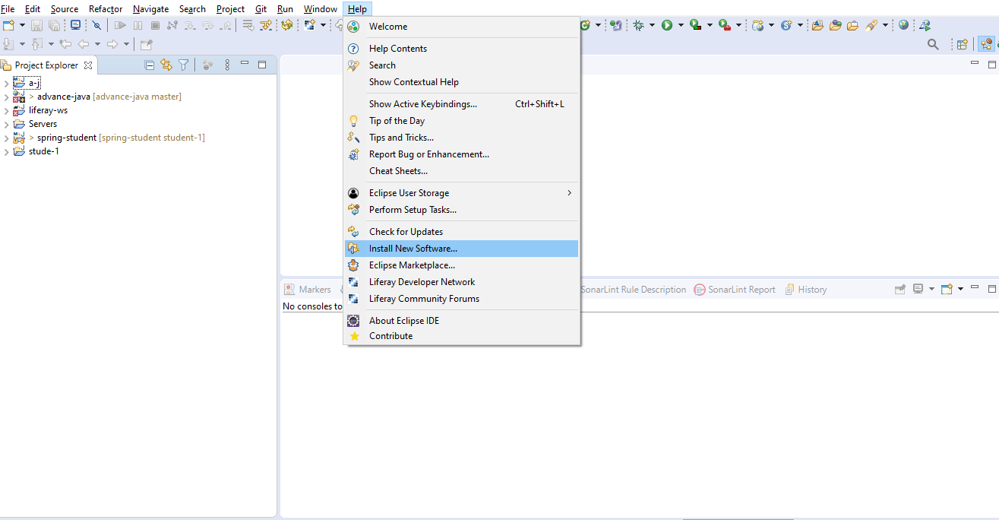 File Edit Source Refactor Navigate Search Project Git Run Window Help
Project Explorer
a-j
> advance-java [advance-java master]
liferay-ws
Servers
> spring-student [spring-student student-1]
stude-1
Welcome
Help Contents
Search
Show Contextual Help
Show Active Keybindings... Ctrl+Shift+L
Tip of the Day
Tips and Tricks...
Report Bug or Enhancement...
Cheat Sheets...
Eclipse User Storage
Perform Setup Tasks...
Check for Updates
Install New Software...
Eclipse Marketplace...
Liferay Developer Network
Liferay Community Forums
About Eclipse IDE
Contribute
Markers SonarLint Rule Description SonarLint Report History
No consoles to